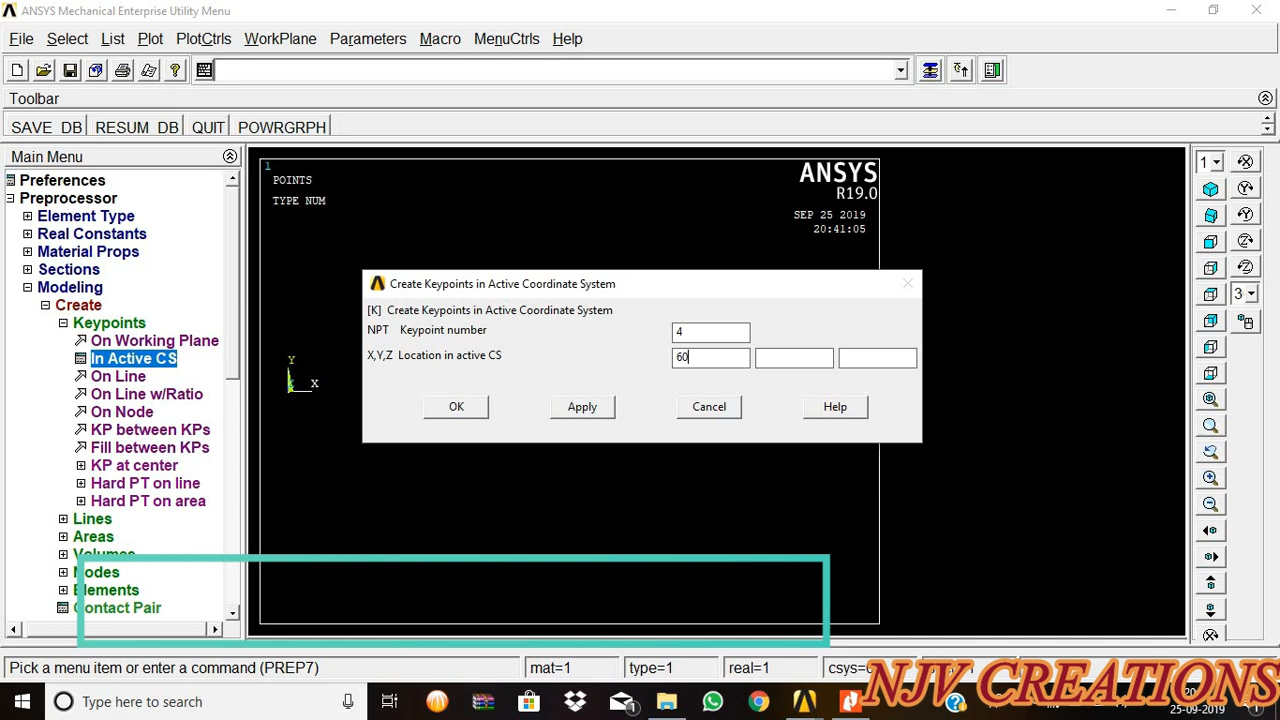 ANSYS Mechanical Enterprise Utility Menu
File Select List Plot PlotCtrls WorkPlane Parameters Macro MenuCtrls Help
Toolbar
SAVE_DB RESUM_DB QUIT POWRGRPH
Main Menu
Preferences
Preprocessor
Element Type
Real Constants
Material Props
Sections
Modeling
Create
Keypoints
On Working Plane
In Active CS
On Line
On Line w/Ratio
On Node
KP between KPs
Fill between KPs
KP at center
Hard PT on line
Hard PT on area
Lines
Areas
Volumes
Nodes
Elements
Contact Pair
1
POINTS
TYPE NUM
ANSYS
R19.0
SEP 25 2019
20:41:05
Y
X
Create Keypoints in Active Coordinate System
[K] Create Keypoints in Active Coordinate System
NPT Keypoint number 4
X,Y,Z Location in active CS 60
OK Apply Cancel Help
1
3
Pick a menu item or enter a command (PREP7) mat=1 type=1 real=1
Type here to search
25-09-2019
NJV CREATIONS